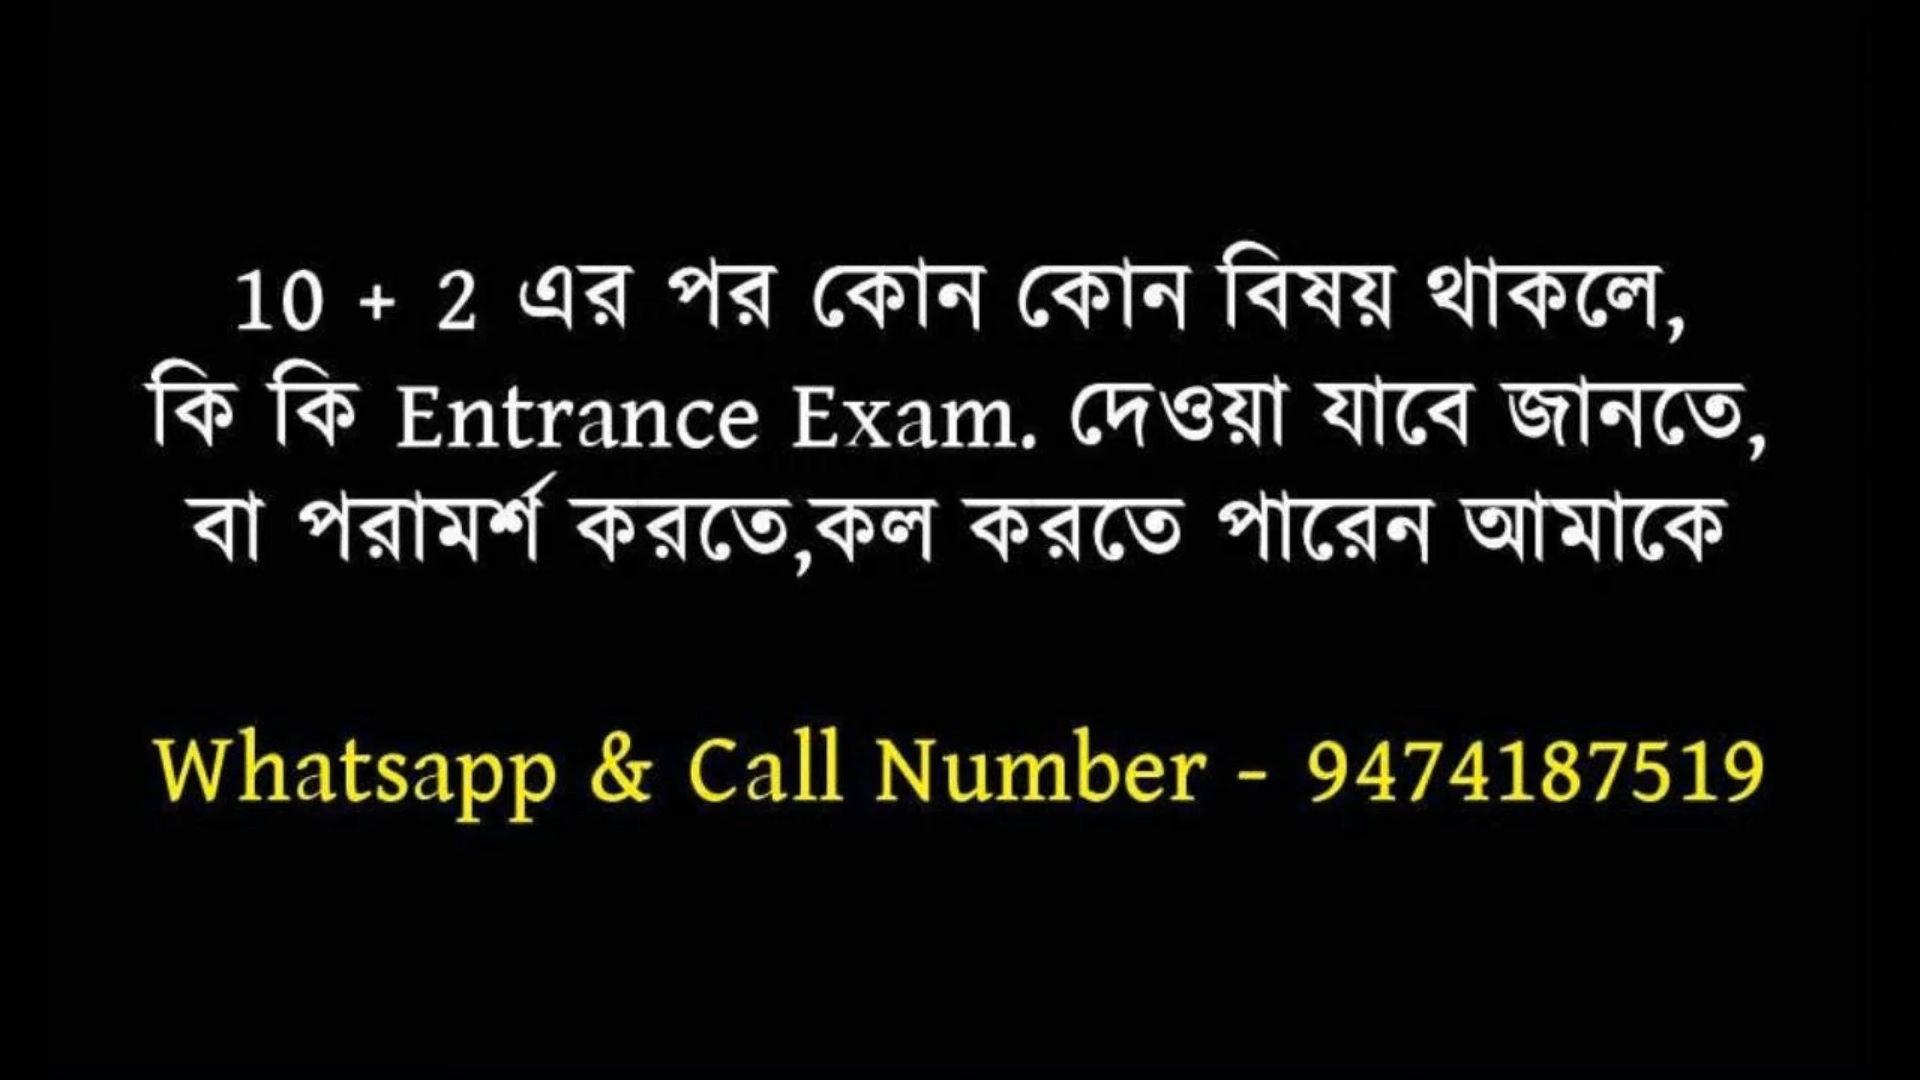 10 + 2 এর পর কোন কোন বিষয় থাকলে,
কি কি Entrance Exam. দেওয়া যাবে জানতে,
বা পরামর্শ করতে,কল করতে পারেন আমাকে
Whatsapp & Call Number - 9474187519